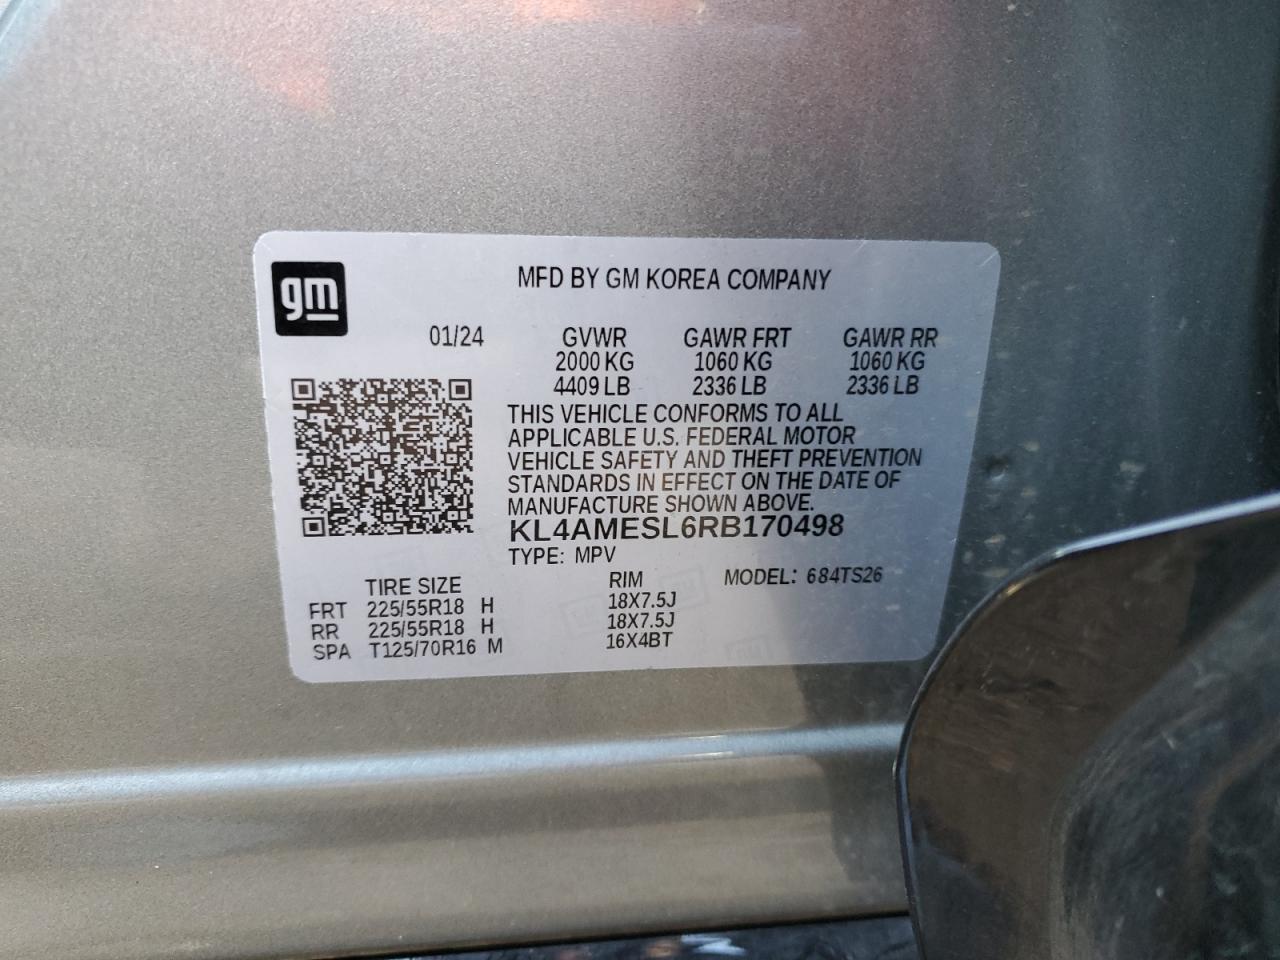 gm
MFD BY GM KOREA COMPANY
01/24 GVWR GAWR FRT GAWR RR
2000 KG 1060 KG 1060 KG
4409 LB 2336 LB 2336 LB
THIS VEHICLE CONFORMS TO ALL
APPLICABLE U.S. FEDERAL MOTOR
VEHICLE SAFETY AND THEFT PREVENTION
STANDARDS IN EFFECT ON THE DATE OF
MANUFACTURE SHOWN ABOVE.
KL4AMESL6RB170498
TYPE: MPV
TIRE SIZE RIM MODEL: 684TS26
FRT 225/55R18 H 18X7.5J
RR 225/55R18 H 18X7.5J
SPA T125/70R16 M 16X4BT